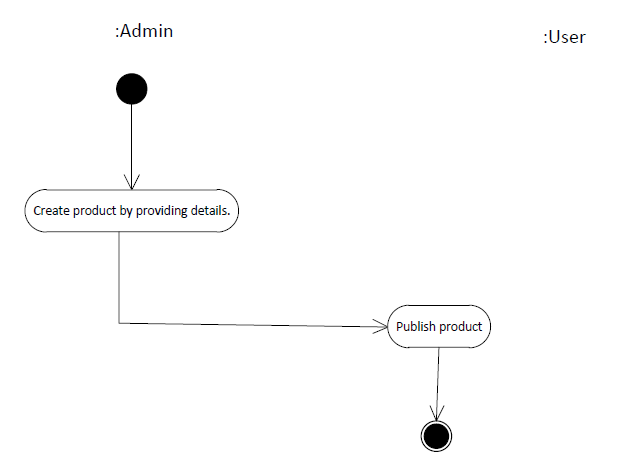 :Admin
:User
Create product by providing details.
Publish product